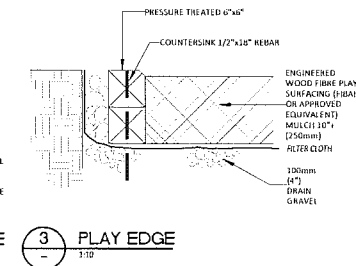 PRESSURE TREATED 6"x6"
COUNTERSINK 1/2"x18" REBAR
ENGINEERED
WOOD FIBRE PLAY
SURFACING (FIBAR
OR APPROVED
EQUIVALENT)
MULCH 10"+
(250mm)
FILTER CLOTH
100mm
(4")
DRAIN
GRAVEL
3 PLAY EDGE
1:10